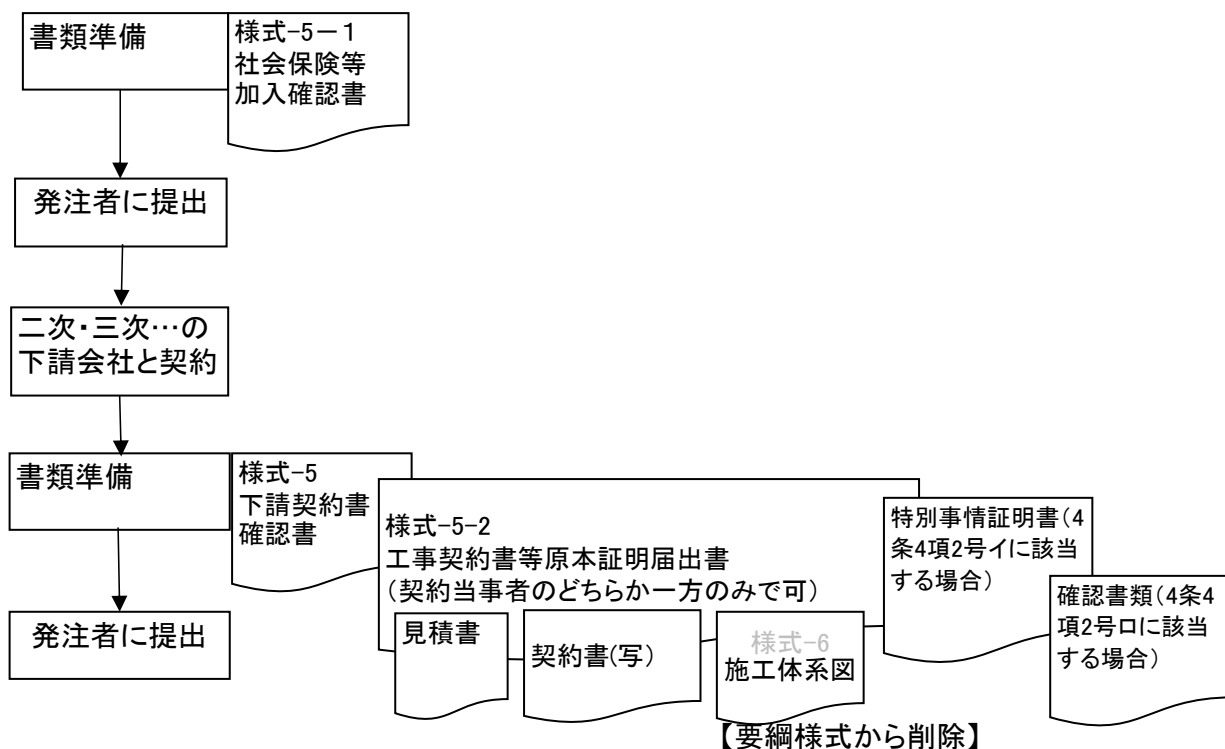 書類準備
様式-5-1
社会保険等
加入確認書
発注者に提出
二次・三次…の
下請会社と契約
書類準備
様式-5
下請契約書
確認書
様式-5-2
工事契約書等原本証明届出書
(契約当事者のどちらか一方のみで可)
特別事情証明書(4
条4項2号イに該当
する場合)
確認書類(4条4
項2号ロに該当
する場合)
発注者に提出
見積書
契約書(写)
様式-6
施工体系図
【要綱様式から削除】